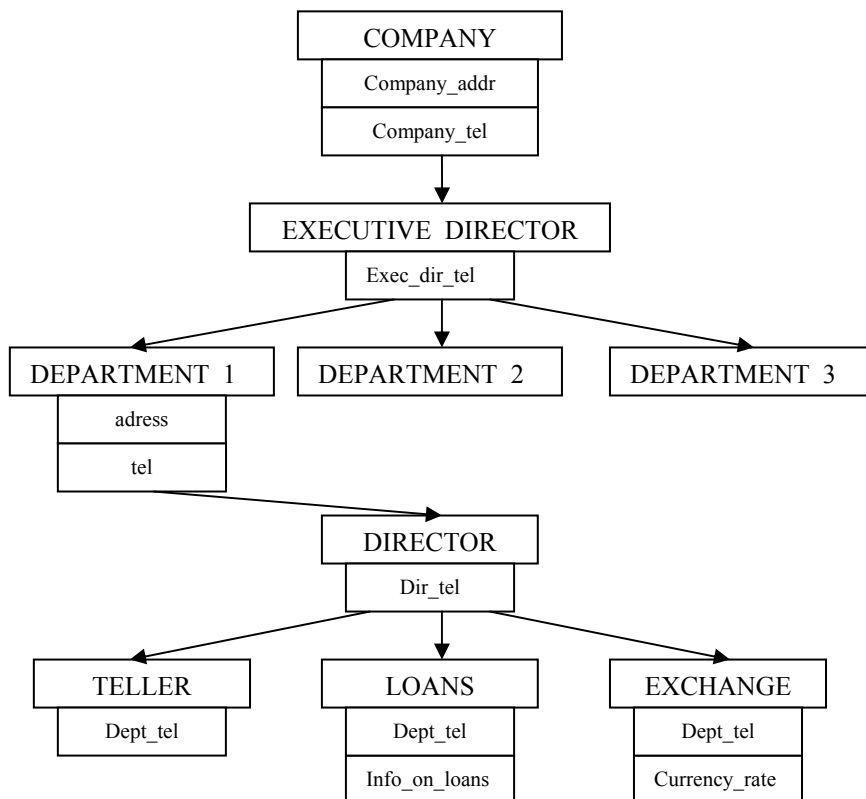 COMPANY
Company_addr
Company_tel
EXECUTIVE DIRECTOR
Exec_dir_tel
DEPARTMENT 1
DEPARTMENT 2
DEPARTMENT 3
adress
tel
DIRECTOR
Dir_tel
TELLER
LOANS
EXCHANGE
Dept_tel
Dept_tel
Dept_tel
Info_on_loans
Currency_rate